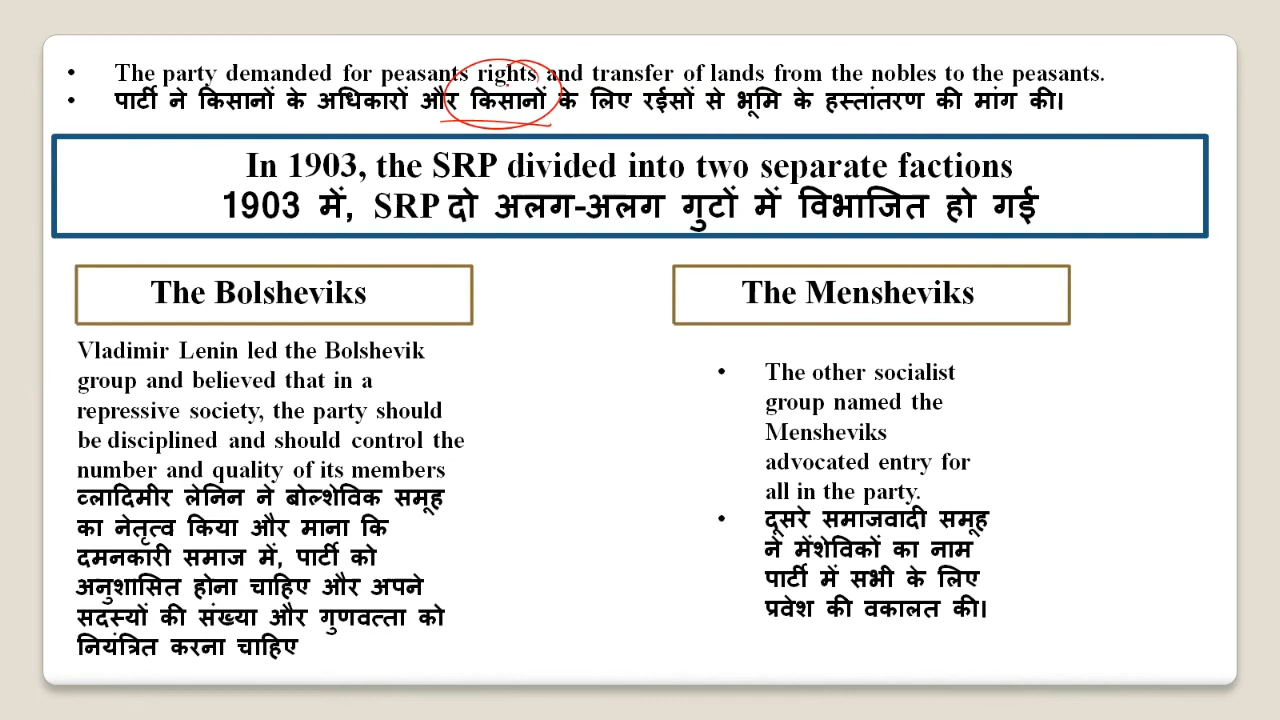 • The party demanded for peasants rights and transfer of lands from the nobles to the peasants.
• पार्टी ने किसानों के अधिकारों और किसानों के लिए रईसों से भूमि के हस्तांतरण की मांग की।
In 1903, the SRP divided into two separate factions
1903 में, SRP दो अलग-अलग गुटों में विभाजित हो गई
The Bolsheviks
Vladimir Lenin led the Bolshevik
group and believed that in a
repressive society, the party should
be disciplined and should control the
number and quality of its members
व्लादिमीर लेनिन ने बोल्शेविक समूह
का नेतृत्व किया और माना कि
दमनकारी समाज में, पार्टी को
अनुशासित होना चाहिए और अपने
सदस्यों की संख्या और गुणवत्ता को
नियंत्रित करना चाहिए
The Mensheviks
• The other socialist
group named the
Mensheviks
advocated entry for
all in the party.
• दूसरे समाजवादी समूह
ने मेंशेविकों का नाम
पार्टी में सभी के लिए
प्रवेश की वकालत की।